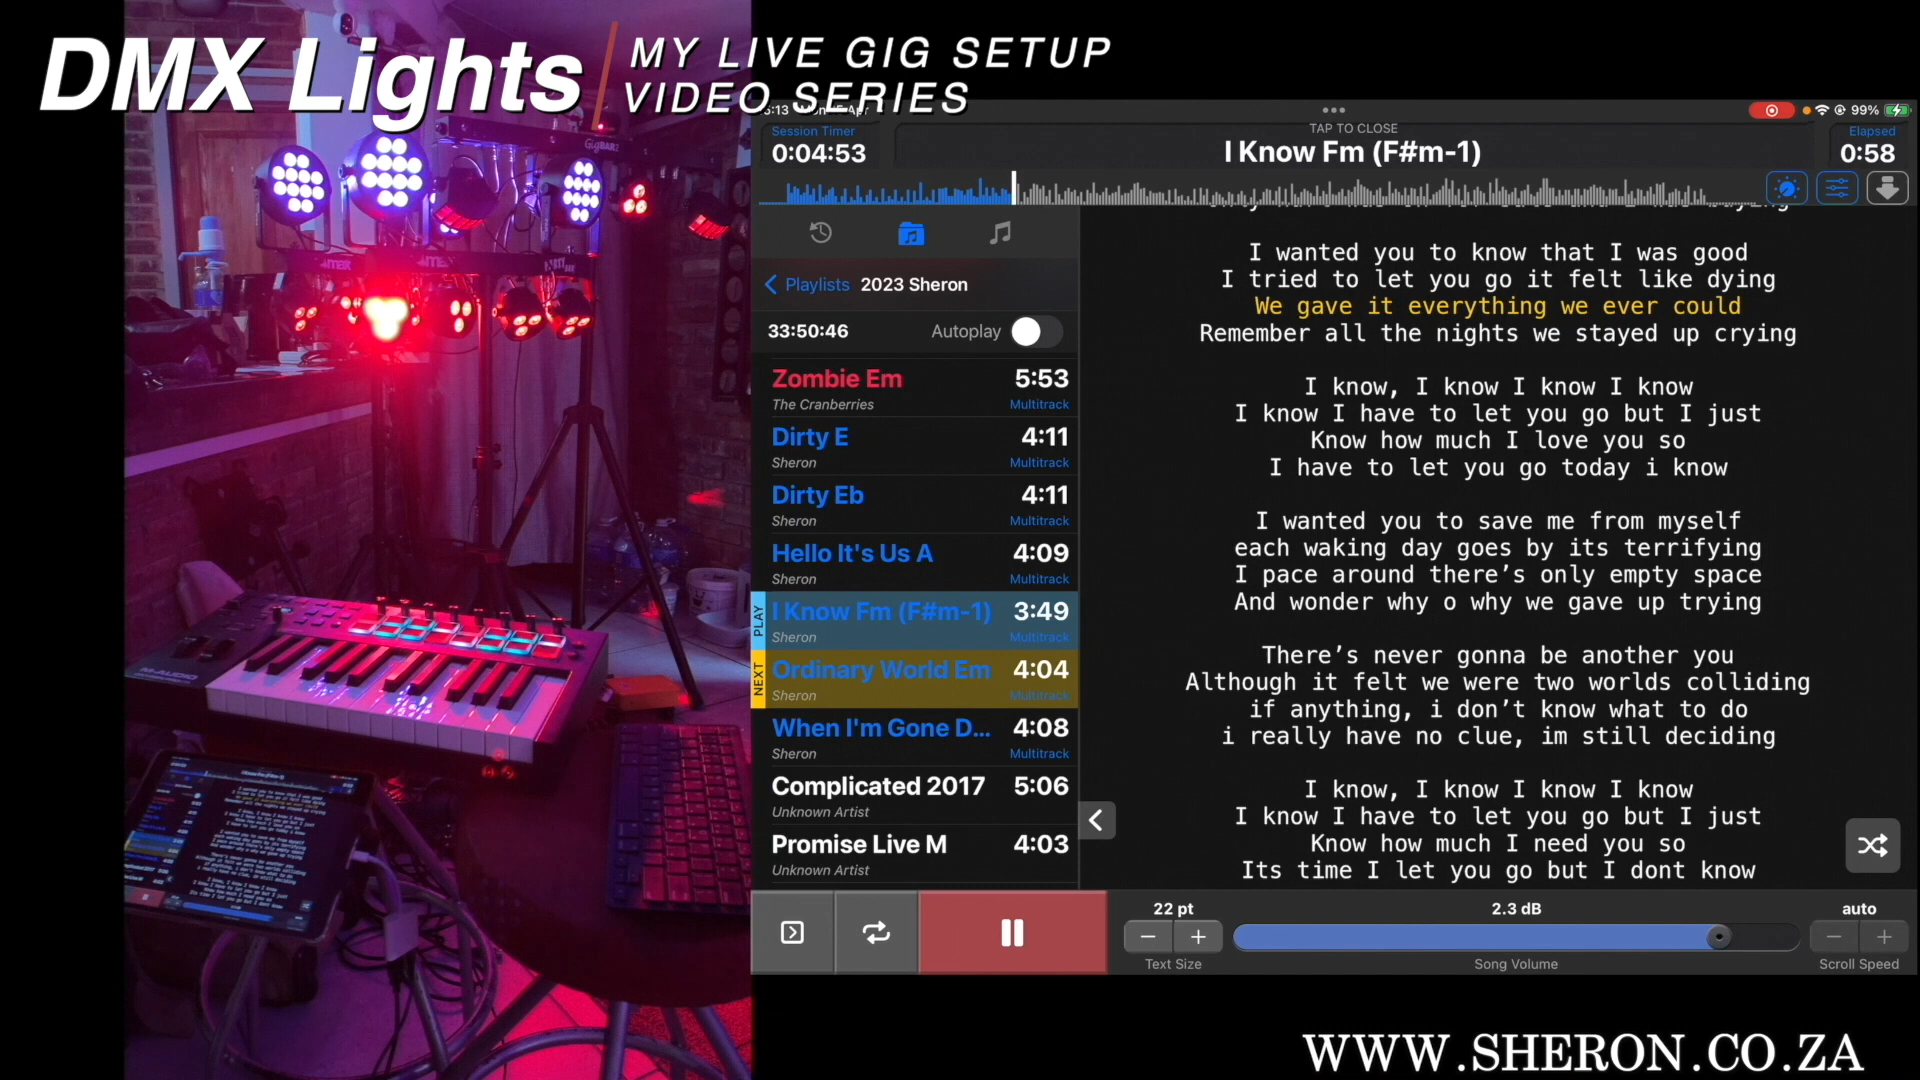 DMX Lights
MY LIVE GIG SETUP
VIDEO SERIES
99%
Session Timer
0:04:53
TAP TO CLOSE
I Know Fm (F#m-1)
Elapsed
0:58
Playlists 2023 Sheron
33:50:46 Autoplay
Zombie Em 5:53
The Cranberries Multitrack
Dirty E 4:11
Sheron Multitrack
Dirty Eb 4:11
Sheron Multitrack
Hello It's Us A 4:09
Sheron Multitrack
PLAY
I Know Fm (F#m-1) 3:49
Sheron Multitrack
NEXT
Ordinary World Em 4:04
Sheron Multitrack
When I'm Gone D... 4:08
Sheron Multitrack
Complicated 2017 5:06
Unknown Artist
Promise Live M 4:03
Unknown Artist
I wanted you to know that I was good
I tried to let you go it felt like dying
We gave it everything we ever could
Remember all the nights we stayed up crying
I know, I know I know I know
I know I have to let you go but I just
Know how much I love you so
I have to let you go today i know
I wanted you to save me from myself
each waking day goes by its terrifying
I pace around there’s only empty space
And wonder why o why we gave up trying
There’s never gonna be another you
Although it felt we were two worlds colliding
if anything, i don’t know what to do
i really have no clue, im still deciding
I know, I know I know I know
I know I have to let you go but I just
Know how much I need you so
Its time I let you go but I dont know
22 pt
Text Size
2.3 dB
Song Volume
auto
Scroll Speed
GigBAR2
M-AUDIO
WWW.SHERON.CO.ZA